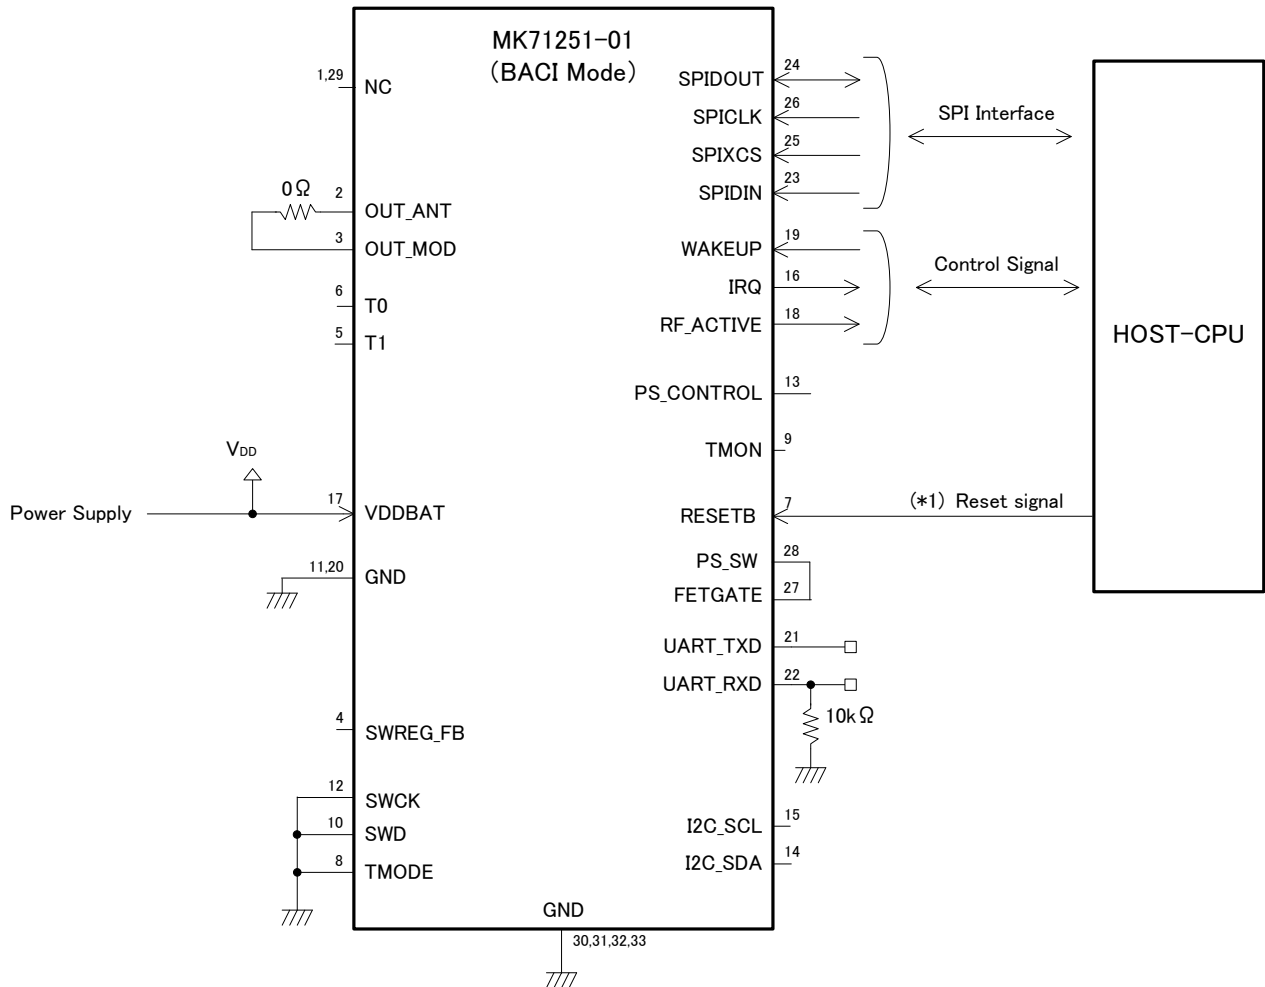 MK71251-01
(BACI Mode)
1,29 NC
0Ω
2 OUT_ANT
3 OUT_MOD
6 T0
5 T1
VDD
Power Supply
17 VDDBAT
11,20 GND
4 SWREG_FB
12 SWCK
10 SWD
8 TMODE
GND
30,31,32,33
SPIDOUT 24
SPICLK 26
SPIXCS 25
SPIDIN 23
SPI Interface
WAKEUP 19
IRQ 16
RF_ACTIVE 18
Control Signal
PS_CONTROL 13
TMON 9
RESETB 7
(*1) Reset signal
PS_SW 28
FETGATE 27
UART_TXD 21
UART_RXD 22
10kΩ
I2C_SCL 15
I2C_SDA 14
HOST-CPU